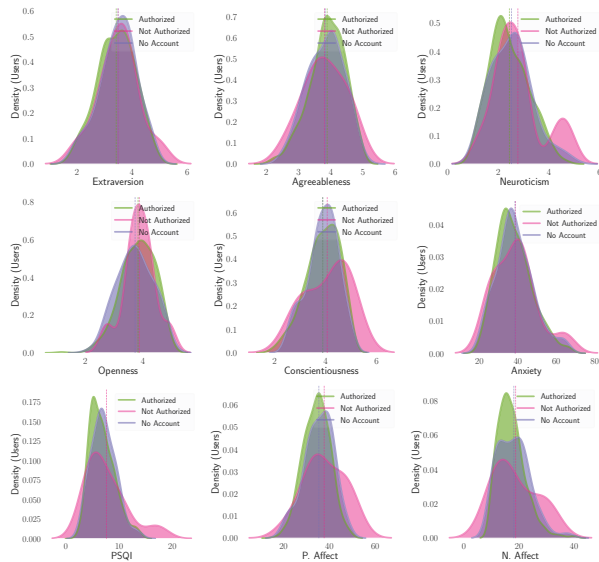 Density (Users)
0.6
0.5
0.4
0.3
0.2
0.1
0.0
2 4 6
Extraversion
Authorized
Not Authorized
No Account
Density (Users)
0.7
0.6
0.5
0.4
0.3
0.2
0.1
0.0
2 3 4 5 6
Agreeableness
Authorized
Not Authorized
No Account
Density (Users)
0.5
0.4
0.3
0.2
0.1
0.0
0 2 4 6
Neuroticism
Authorized
Not Authorized
No Account
Density (Users)
0.8
0.6
0.4
0.2
0.0
2 4
Openness
Authorized
Not Authorized
No Account
Density (Users)
0.6
0.5
0.4
0.3
0.2
0.1
0.0
2 4 6
Conscientiousness
Authorized
Not Authorized
No Account
Density (Users)
0.04
0.03
0.02
0.01
0.00
20 40 60 80
Anxiety
Authorized
Not Authorized
No Account
Density (Users)
0.175
0.150
0.125
0.100
0.075
0.050
0.025
0.000
0 10 20
PSQI
Authorized
Not Authorized
No Account
Density (Users)
0.06
0.05
0.04
0.03
0.02
0.01
0.00
20 40 60
P. Affect
Authorized
Not Authorized
No Account
Density (Users)
0.08
0.06
0.04
0.02
0.00
0 20 40
N. Affect
Authorized
Not Authorized
No Account